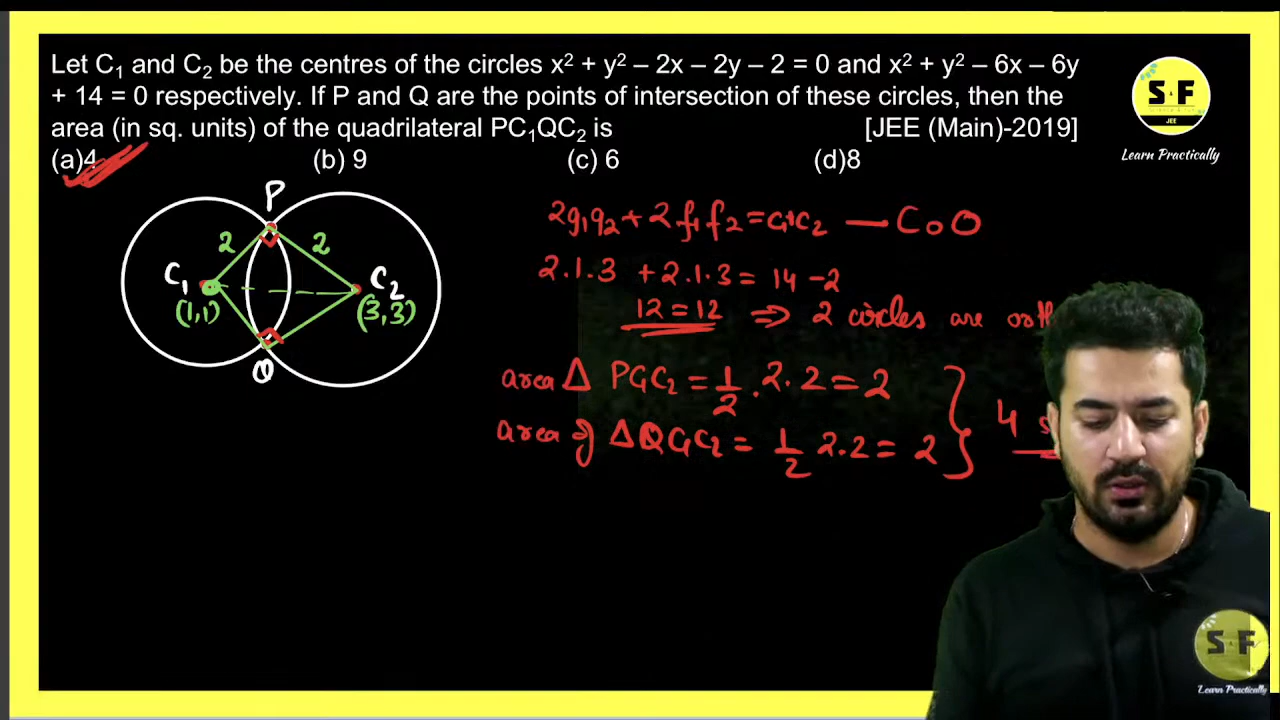 Let C₁ and C₂ be the centres of the circles x² + y² – 2x – 2y – 2 = 0 and x² + y² – 6x – 6y
+ 14 = 0 respectively. If P and Q are the points of intersection of these circles, then the
area (in sq. units) of the quadrilateral PC₁QC₂ is [JEE (Main)-2019]
(a)4 (b) 9 (c) 6 (d)8
S&F
JEE
Learn Practically
P
2 2
C₁ C₂
(1,1) (3,3)
Q
2g₁g₂ + 2f₁f₂ = C₁+C₂ — COO
2.1.3 + 2.1.3 = 14 – 2
12 = 12 ⇒ 2 circles are orth
area Δ PC₁C₂ = 1/2 . 2. 2 = 2
area of ΔQC₁C₂ = 1/2 2.2 = 2
4 s
S&F
Learn Practically